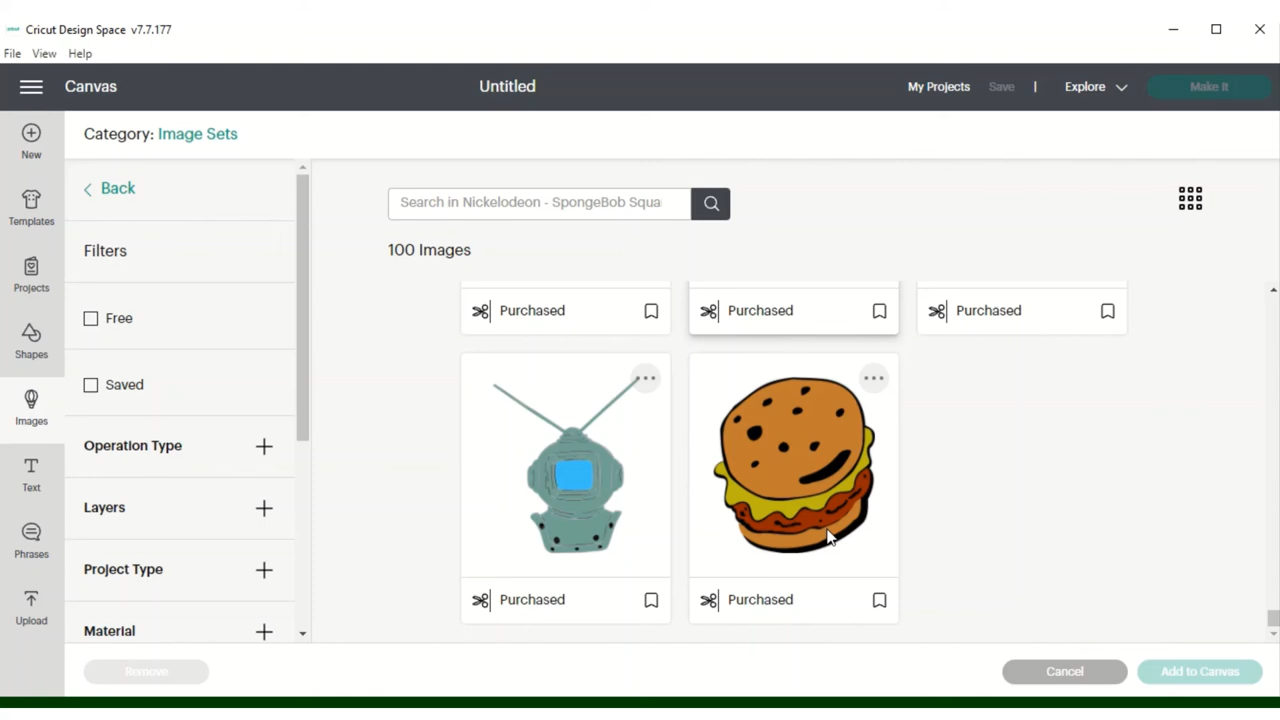 cricut Cricut Design Space v7.7.177
File View Help
Canvas Untitled My Projects Save | Explore Make It
Category: Image Sets
New
Templates
Projects
Shapes
Images
Text
Phrases
Upload
Back
Filters
Free
Saved
Operation Type
Layers
Project Type
Material
Search in Nickelodeon - SpongeBob Squa
100 Images
Purchased Purchased Purchased
Purchased Purchased
Remove Cancel Add to Canvas